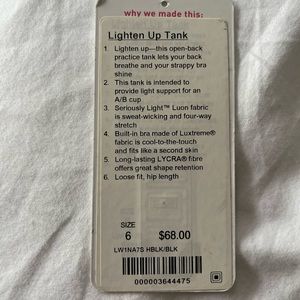 why we made this:
Lighten Up Tank
1. Lighten up—this open-back
practice tank lets your back
breathe and your strappy bra
shine
2. This tank is intended to
provide light support for an
A/B cup
3. Seriously Light™ Luon fabric
is sweat-wicking and four-way
stretch
4. Built-in bra made of Luxtreme®
fabric is cool-to-the-touch
and fits like a second skin
5. Long-lasting LYCRA® fibre
offers great shape retention
6. Loose fit, hip length
SIZE
6 $68.00
LW1NA7S HBLK/BLK
000003644475